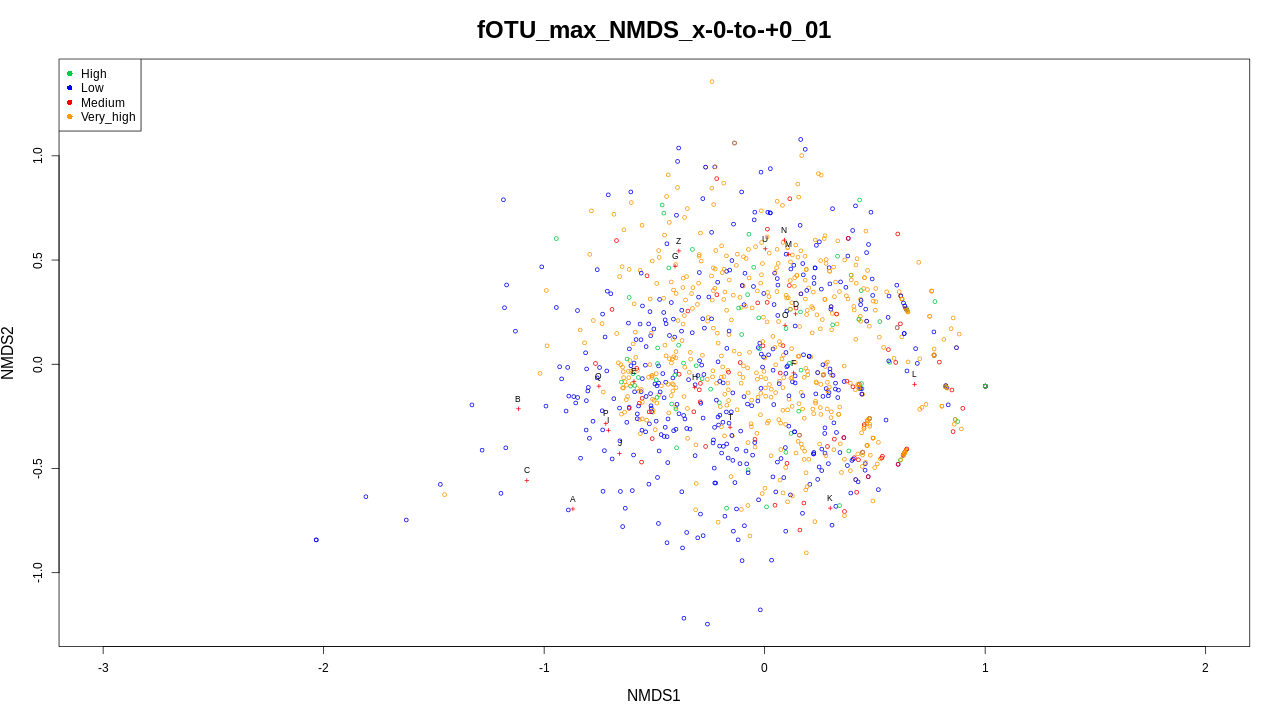 fOTU_max_NMDS_x-0-to-+0_01
High
Low
Medium
Very_high
1.0
0.5
0.0
-0.5
-1.0
NMDS2
Z
G
U
N
M
D
O
F
E
Q
H
L
B
P
T
J
C
A
K
-3
-2
-1
0
1
2
NMDS1